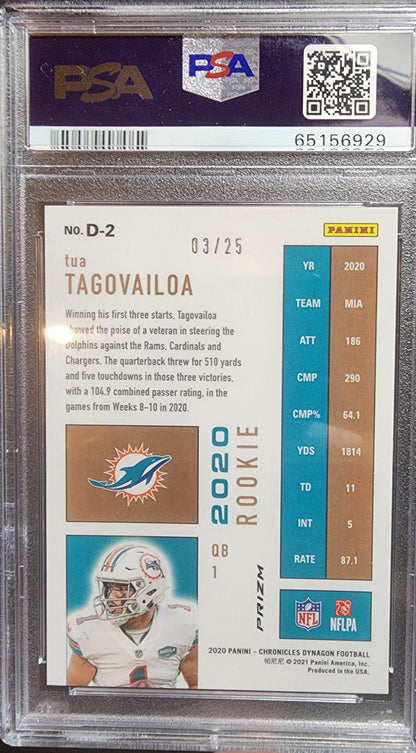 PSA
PSA
65156929
NO. D-2
PANINI
03/25
tua
TAGOVAILOA
Winning his first three starts, Tagovailoa
showed the poise of a veteran in steering the
Dolphins against the Rams, Cardinals and
Chargers. The quarterback threw for 510 yards
and five touchdowns in those three victories,
with a 104.9 combined passer rating, in
the games from Weeks 8-10 in 2020.
YR 2020
TEAM MIA
ATT 186
CMP 290
CMP% 64.1
YDS 1814
TD 11
INT 5
RATE 87.1
2020
ROOKIE
QB
1
PRIZM
NFL
NFLPA
2020 PANINI – CHRONICLES DYNAGON FOOTBALL
帕尼尼 © 2021 Panini America, Inc.
Produced in the USA.